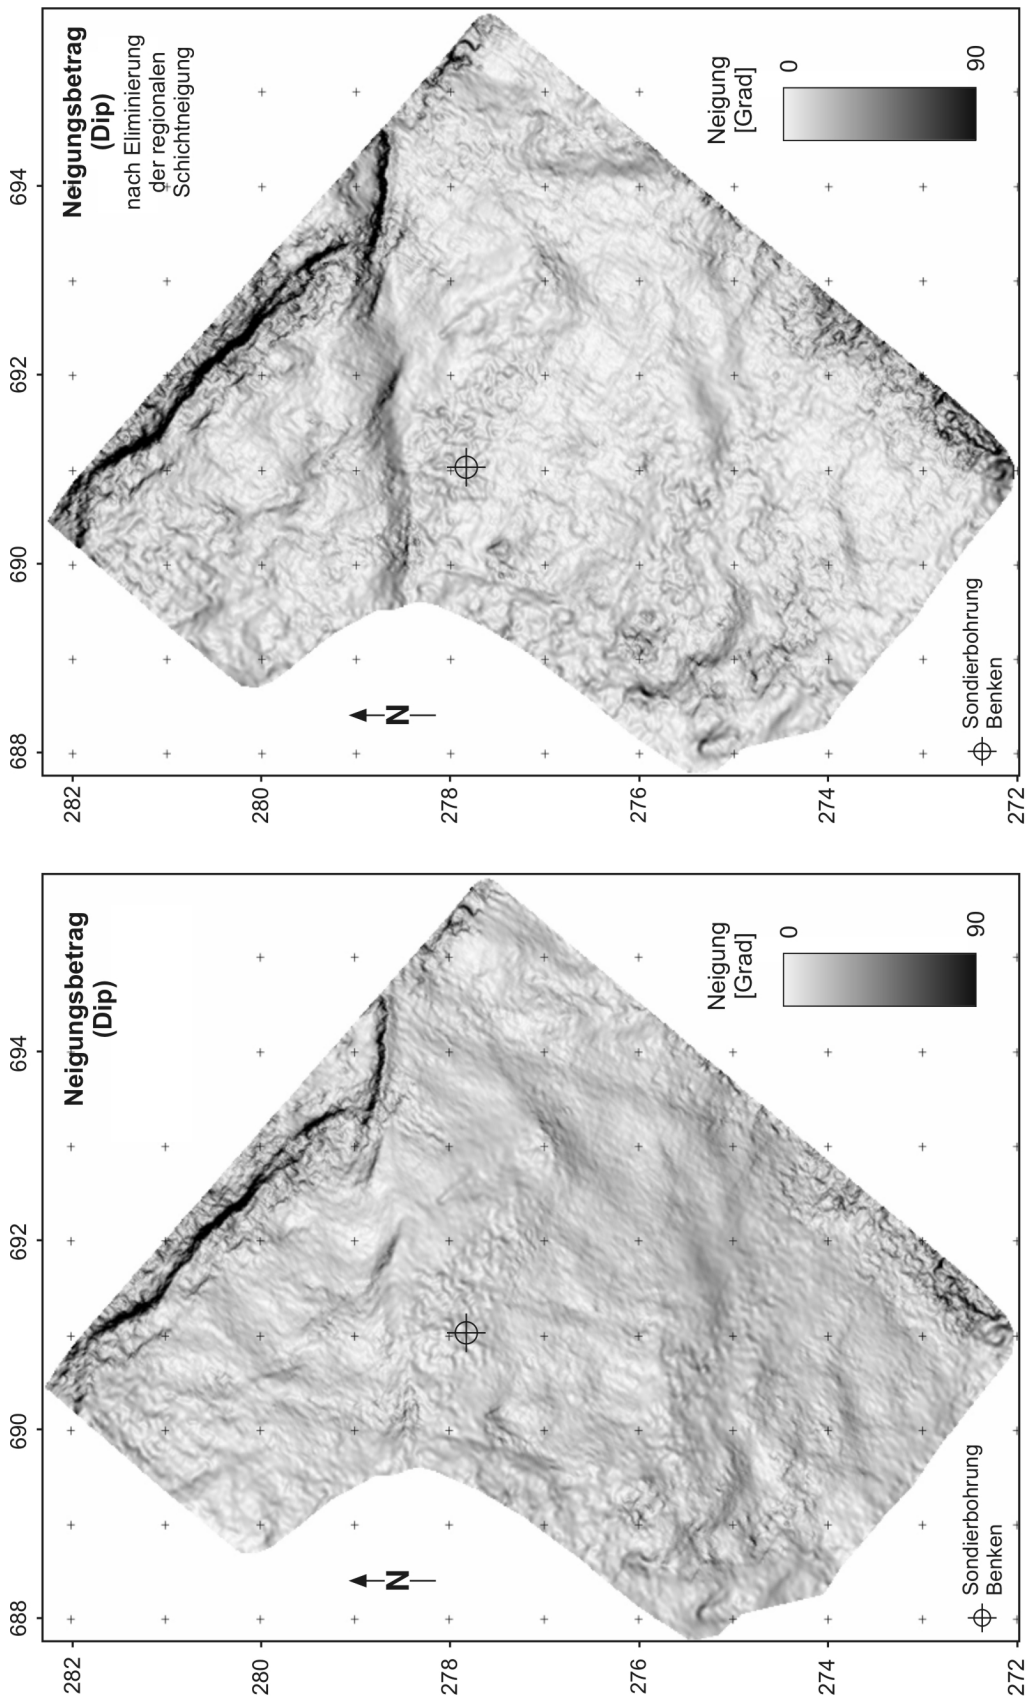 688 690 692 694
Neigungsbetrag
(Dip)
282
280
278
276
274
272
N
Neigung
[Grad]
0 90
Sondierbohrung
Benken
688 690 692 694
Neigungsbetrag
(Dip)
nach Eliminierung
der regionalen
Schichtneigung
282
280
278
276
274
272
N
Neigung
[Grad]
0 90
Sondierbohrung
Benken